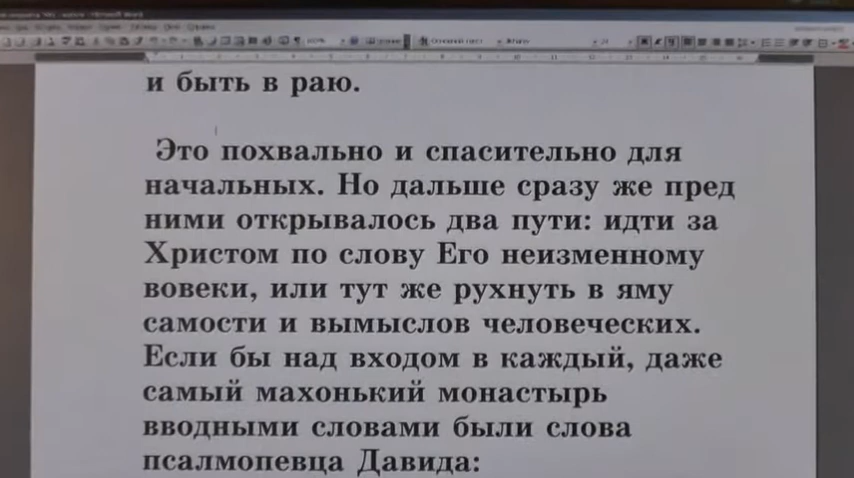 и быть в раю.
Это похвально и спасительно для
начальных. Но дальше сразу же пред
ними открывалось два пути: идти за
Христом по слову Его неизменному
вовеки, или тут же рухнуть в яму
самости и вымыслов человеческих.
Если бы над входом в каждый, даже
самый махонький монастырь
вводными словами были слова
псалмопевца Давида: